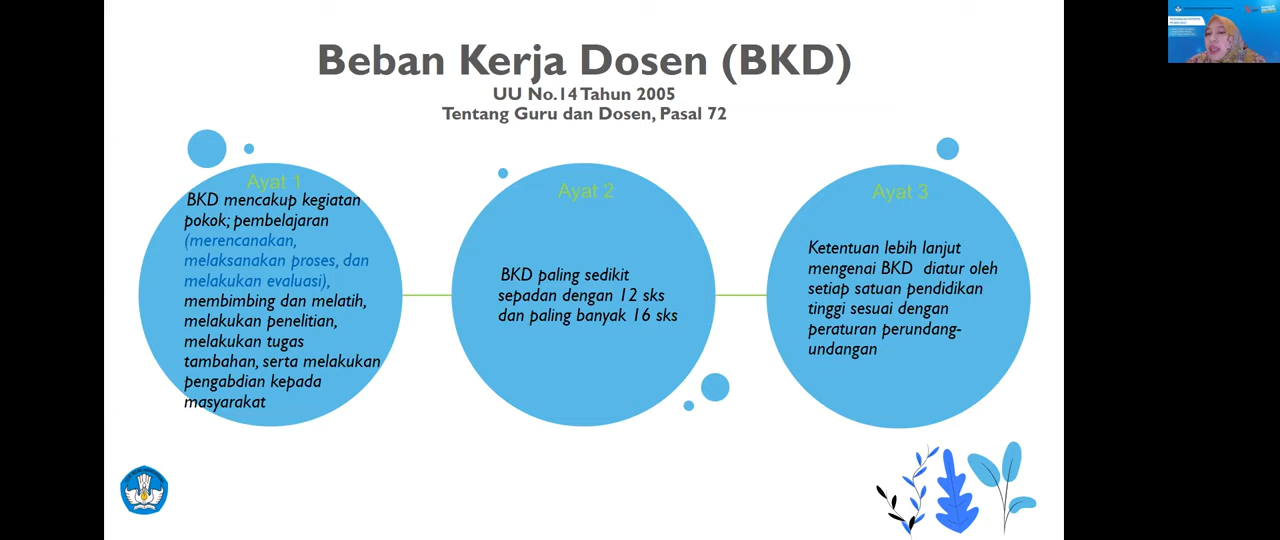 Beban Kerja Dosen (BKD)
UU No.14 Tahun 2005
Tentang Guru dan Dosen, Pasal 72
Ayat 1
BKD mencakup kegiatan
pokok; pembelajaran
(merencanakan,
melaksanakan proses, dan
melakukan evaluasi),
membimbing dan melatih,
melakukan penelitian,
melakukan tugas
tambahan, serta melakukan
pengabdian kepada
masyarakat
Ayat 2
BKD paling sedikit
sepadan dengan 12 sks
dan paling banyak 16 sks
Ayat 3
Ketentuan lebih lanjut
mengenai BKD diatur oleh
setiap satuan pendidikan
tinggi sesuai dengan
peraturan perundang-
undangan